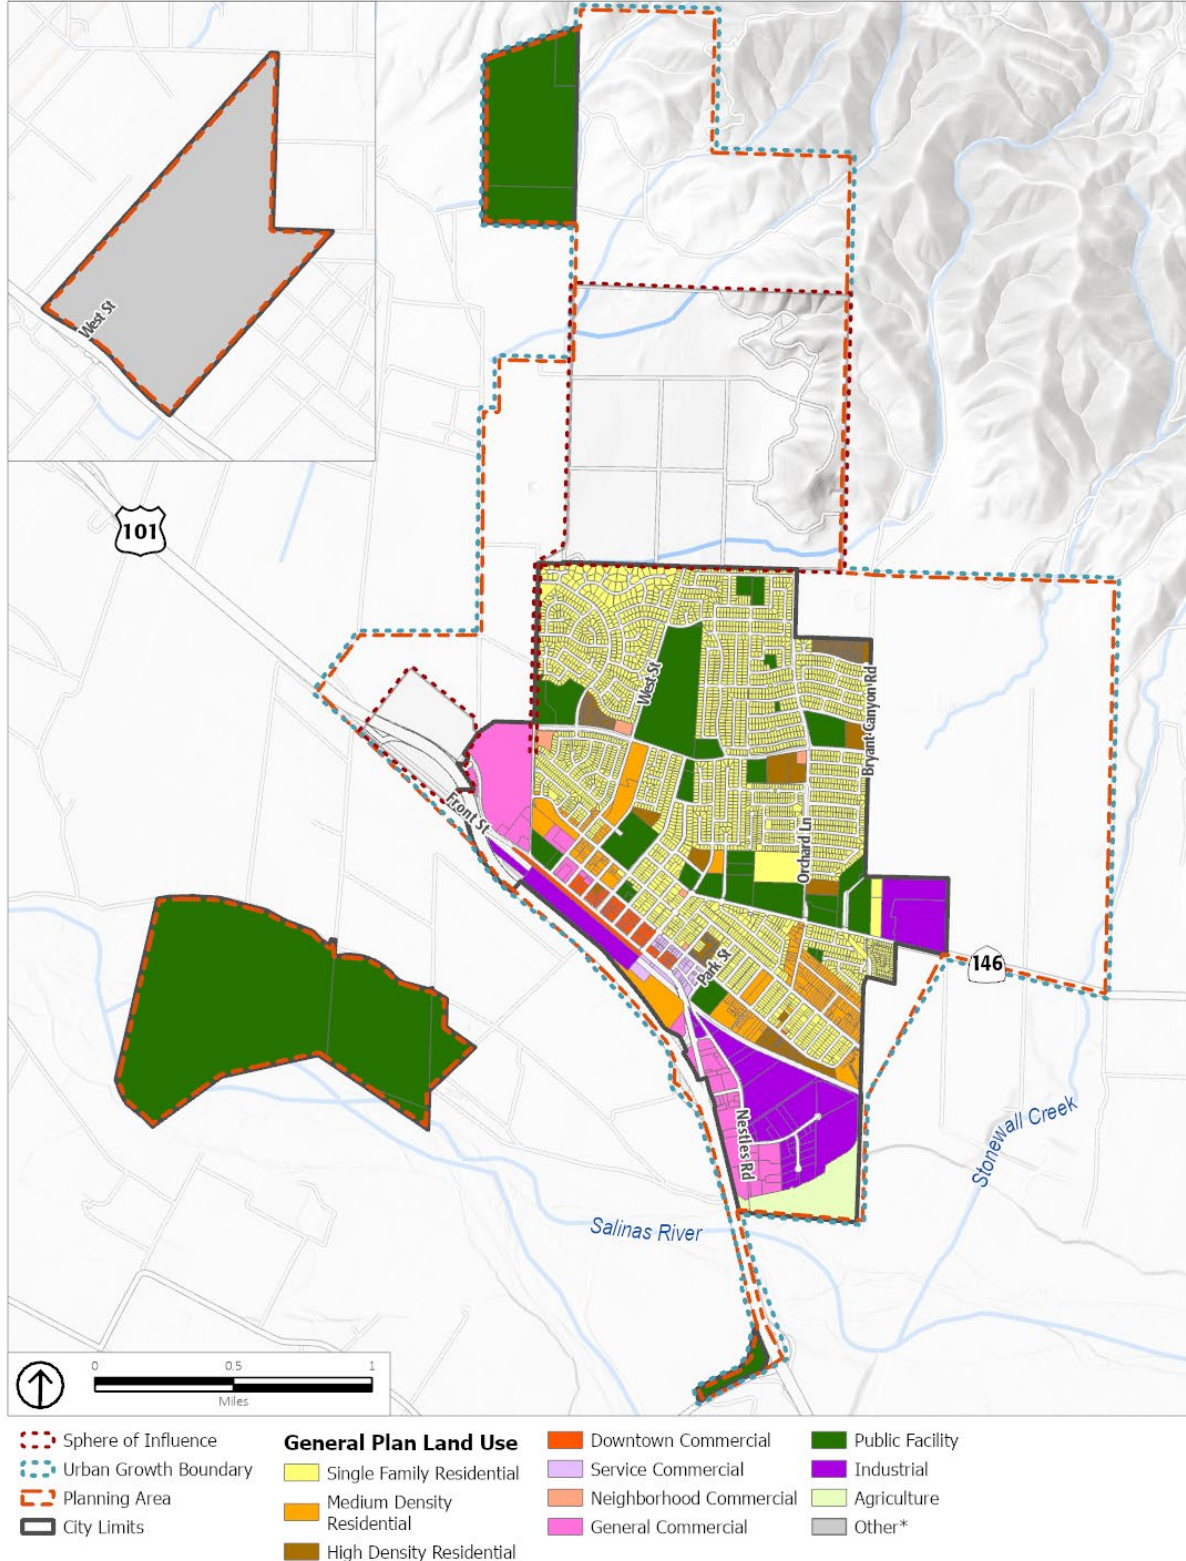 West St
101
West St
Bryant Canyon Rd
Front St
Orchard Ln
146
Park St
Nestles Rd
Stonewall Creek
Salinas River
0 0.5 1
Miles
Sphere of Influence
Urban Growth Boundary
Planning Area
City Limits
General Plan Land Use
Single Family Residential
Medium Density
Residential
High Density Residential
Downtown Commercial
Service Commercial
Neighborhood Commercial
General Commercial
Public Facility
Industrial
Agriculture
Other*